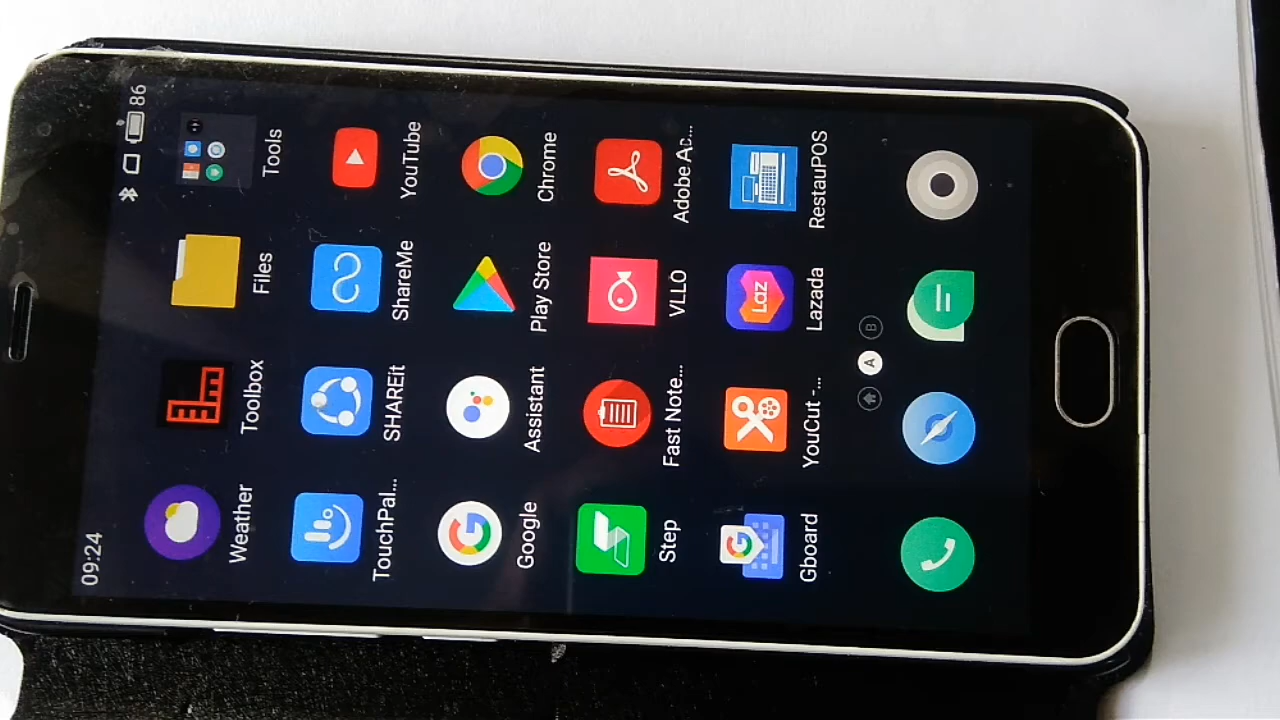 09:24 86
Weather Toolbox Files Tools
TouchPal... SHAREit ShareMe YouTube
Google Assistant Play Store Chrome
Step Fast Note... VLLO Adobe Ac...
Laz
Gboard YouCut -... Lazada RestauPOS
A B